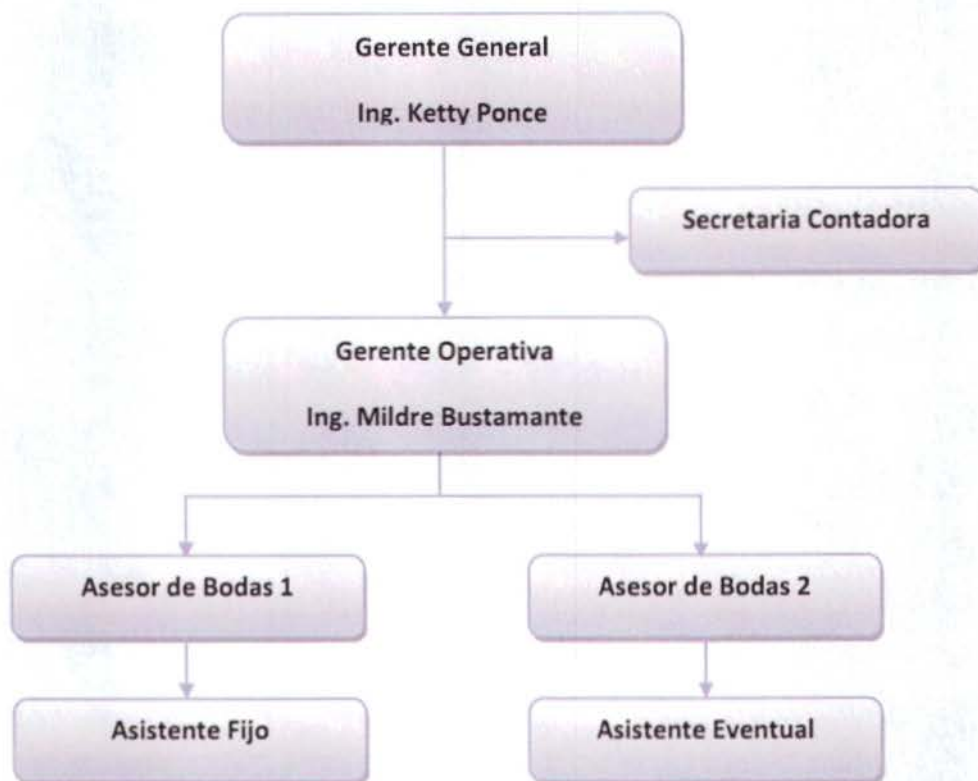 Gerente General
Ing. Ketty Ponce
Secretaria Contadora
Gerente Operativa
Ing. Mildre Bustamante
Asesor de Bodas 1
Asesor de Bodas 2
Asistente Fijo
Asistente Eventual